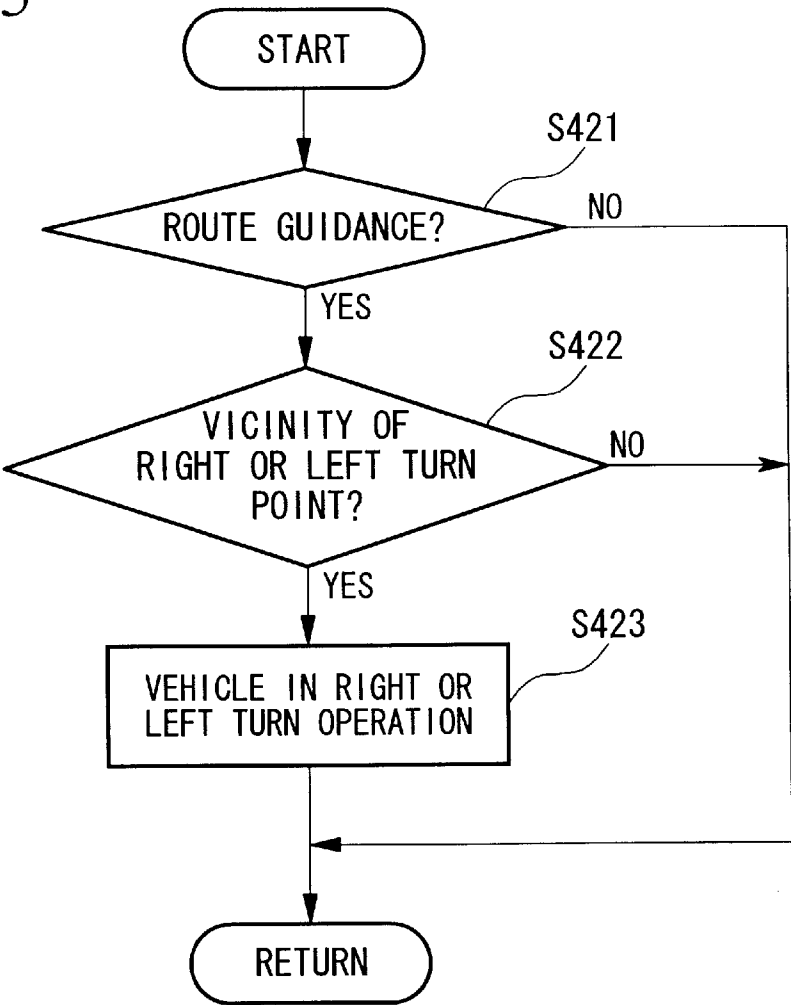 START
S421
ROUTE GUIDANCE?
NO
YES
S422
VICINITY OF
RIGHT OR LEFT TURN
POINT?
NO
YES
S423
VEHICLE IN RIGHT OR
LEFT TURN OPERATION
RETURN